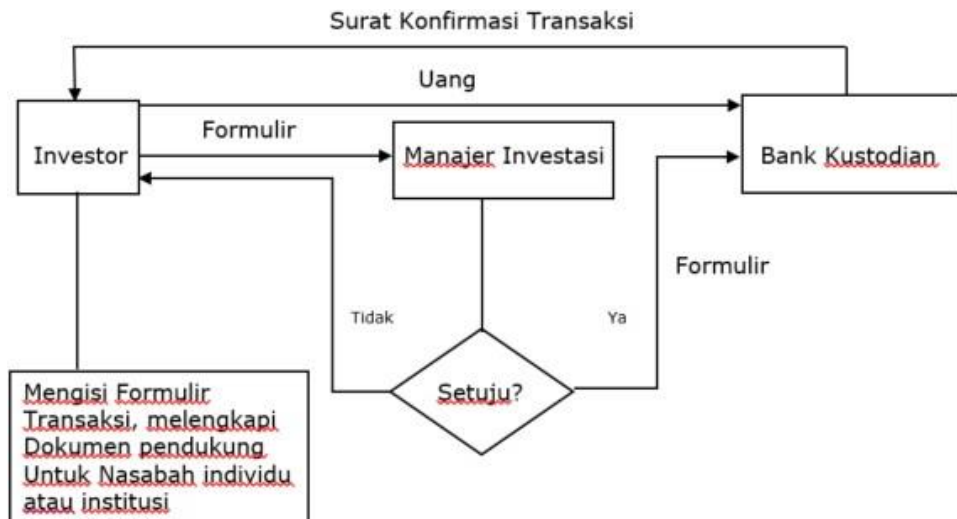 Surat Konfirmasi Transaksi
Uang
Formulir
Investor
Manajer Investasi
Bank Kustodian
Formulir
Tidak
Ya
Setuju?
Mengisi Formulir
Transaksi, melengkapi
Dokumen pendukung
Untuk Nasabah individu
atau institusi